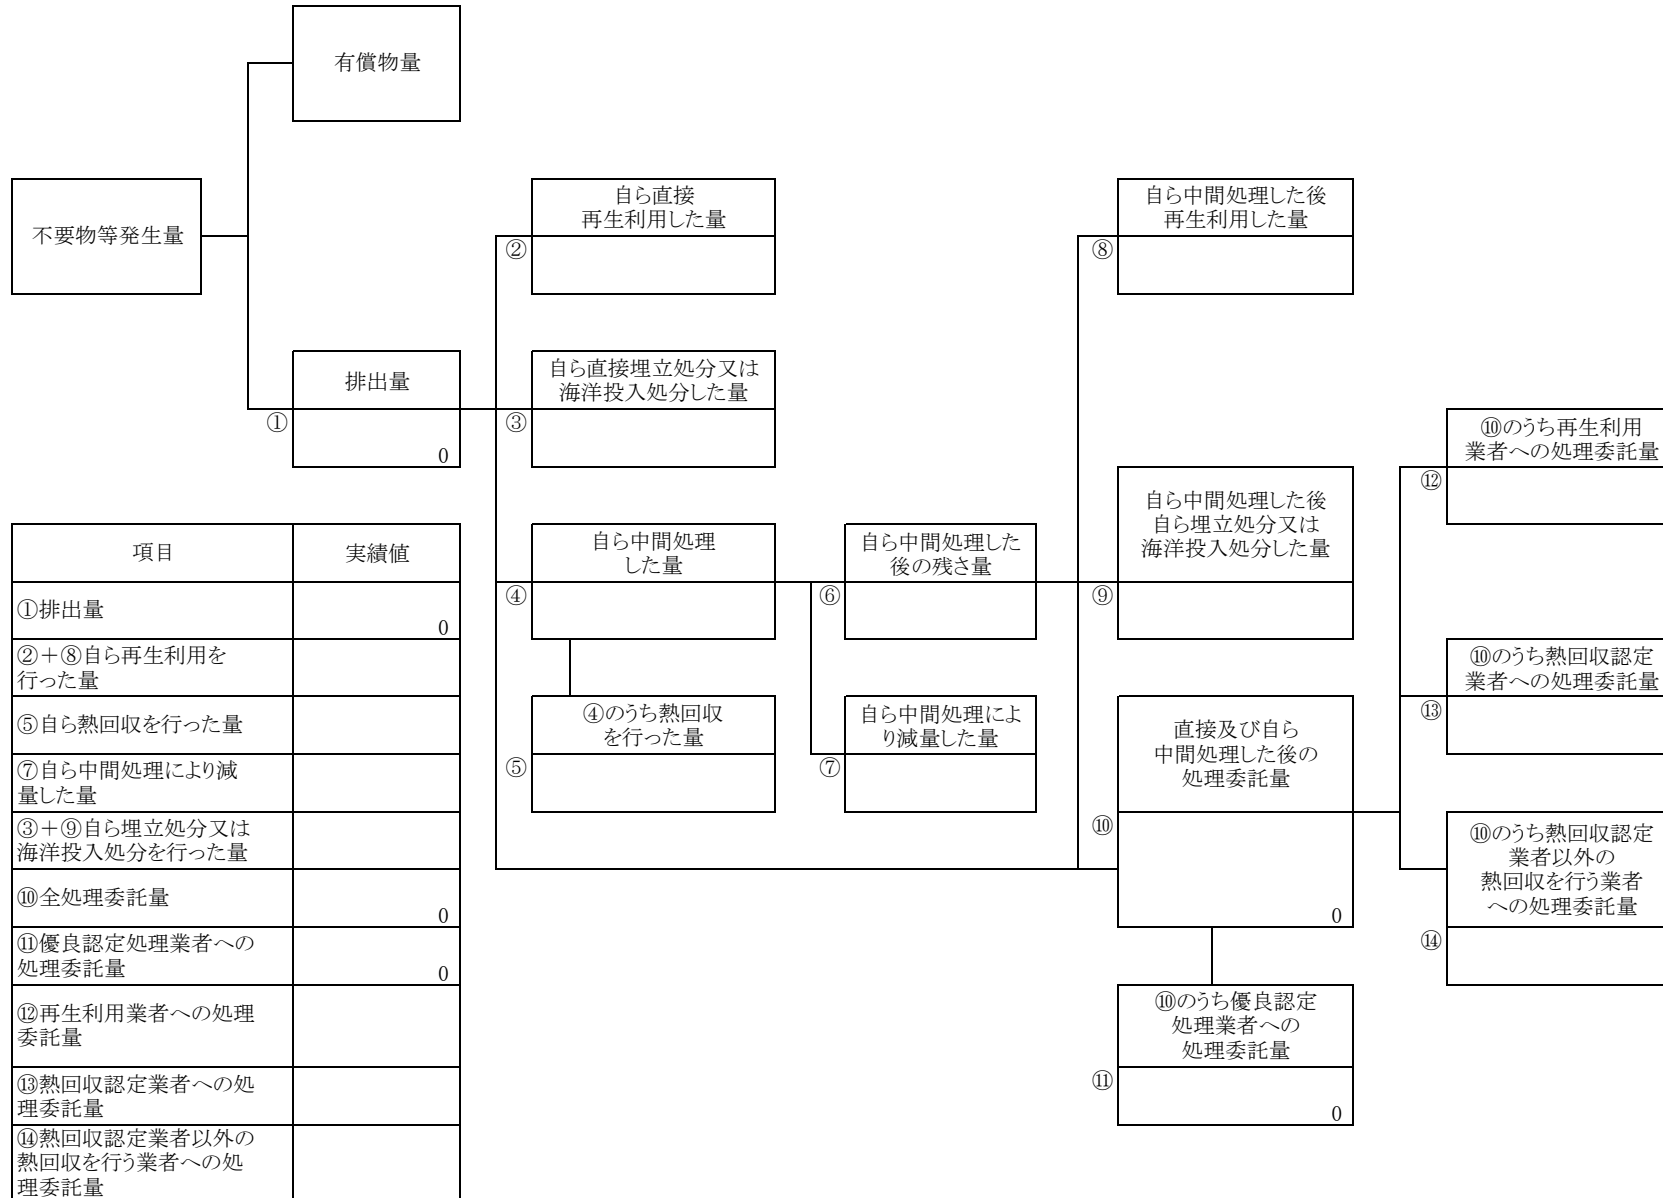 有償物量
不要物等発生量
自ら直接
再生利用した量
②
自ら中間処理した後
再生利用した量
⑧
排出量
①
0
自ら直接埋立処分又は
海洋投入処分した量
③
⑩のうち再生利用
業者への処理委託量
⑫
自ら中間処理
した量
④
自ら中間処理した
後の残さ量
⑥
自ら中間処理した後
自ら埋立処分又は
海洋投入処分した量
⑨
④のうち熱回収
を行った量
⑤
自ら中間処理によ
り減量した量
⑦
直接及び自ら
中間処理した後の
処理委託量
⑩
0
⑩のうち熱回収認定
業者への処理委託量
⑬
⑩のうち熱回収認定
業者以外の
熱回収を行う業者
への処理委託量
⑭
⑩のうち優良認定
処理業者への
処理委託量
⑪
0
項目
実績値
①排出量
0
②＋⑧自ら再生利用を
行った量
⑤自ら熱回収を行った量
⑦自ら中間処理により減
量した量
③＋⑨自ら埋立処分又は
海洋投入処分を行った量
⑩全処理委託量
0
⑪優良認定処理業者への
処理委託量
0
⑫再生利用業者への処理
委託量
⑬熱回収認定業者への処
理委託量
⑭熱回収認定業者以外の
熱回収を行う業者への処
理委託量